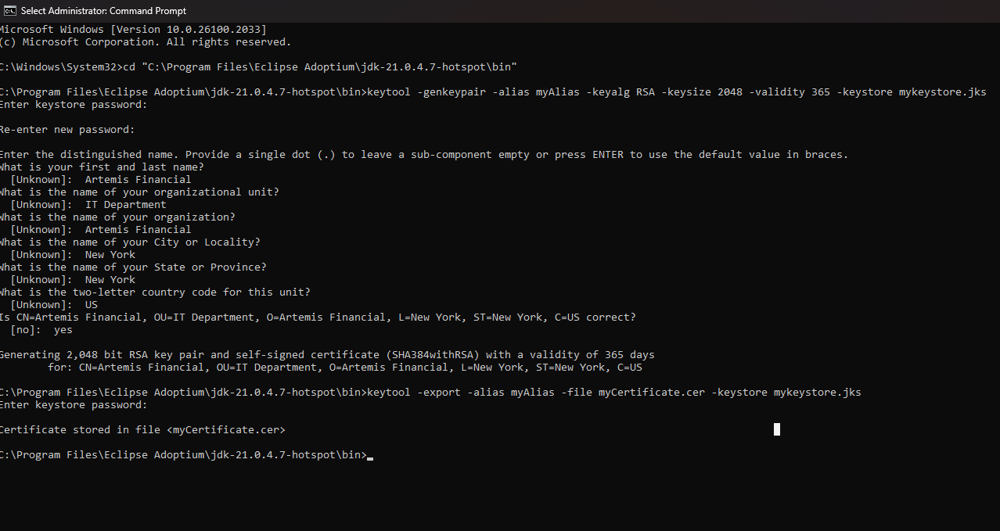 Select Administrator: Command Prompt
Microsoft Windows [Version 10.0.26100.2033]
(c) Microsoft Corporation. All rights reserved.
C:\Windows\System32>cd "C:\Program Files\Eclipse Adoptium\jdk-21.0.4.7-hotspot\bin"
C:\Program Files\Eclipse Adoptium\jdk-21.0.4.7-hotspot\bin>keytool -genkeypair -alias myAlias -keyalg RSA -keysize 2048 -validity 365 -keystore mykeystore.jks
Enter keystore password:
Re-enter new password:
Enter the distinguished name. Provide a single dot (.) to leave a sub-component empty or press ENTER to use the default value in braces.
What is your first and last name?
[Unknown]:  Artemis Financial
What is the name of your organizational unit?
[Unknown]:  IT Department
What is the name of your organization?
[Unknown]:  Artemis Financial
What is the name of your City or Locality?
[Unknown]:  New York
What is the name of your State or Province?
[Unknown]:  New York
What is the two-letter country code for this unit?
[Unknown]:  US
Is CN=Artemis Financial, OU=IT Department, O=Artemis Financial, L=New York, ST=New York, C=US correct?
[no]:  yes
Generating 2,048 bit RSA key pair and self-signed certificate (SHA384withRSA) with a validity of 365 days
for: CN=Artemis Financial, OU=IT Department, O=Artemis Financial, L=New York, ST=New York, C=US
C:\Program Files\Eclipse Adoptium\jdk-21.0.4.7-hotspot\bin>keytool -export -alias myAlias -file myCertificate.cer -keystore mykeystore.jks
Enter keystore password:
Certificate stored in file <myCertificate.cer>
C:\Program Files\Eclipse Adoptium\jdk-21.0.4.7-hotspot\bin>